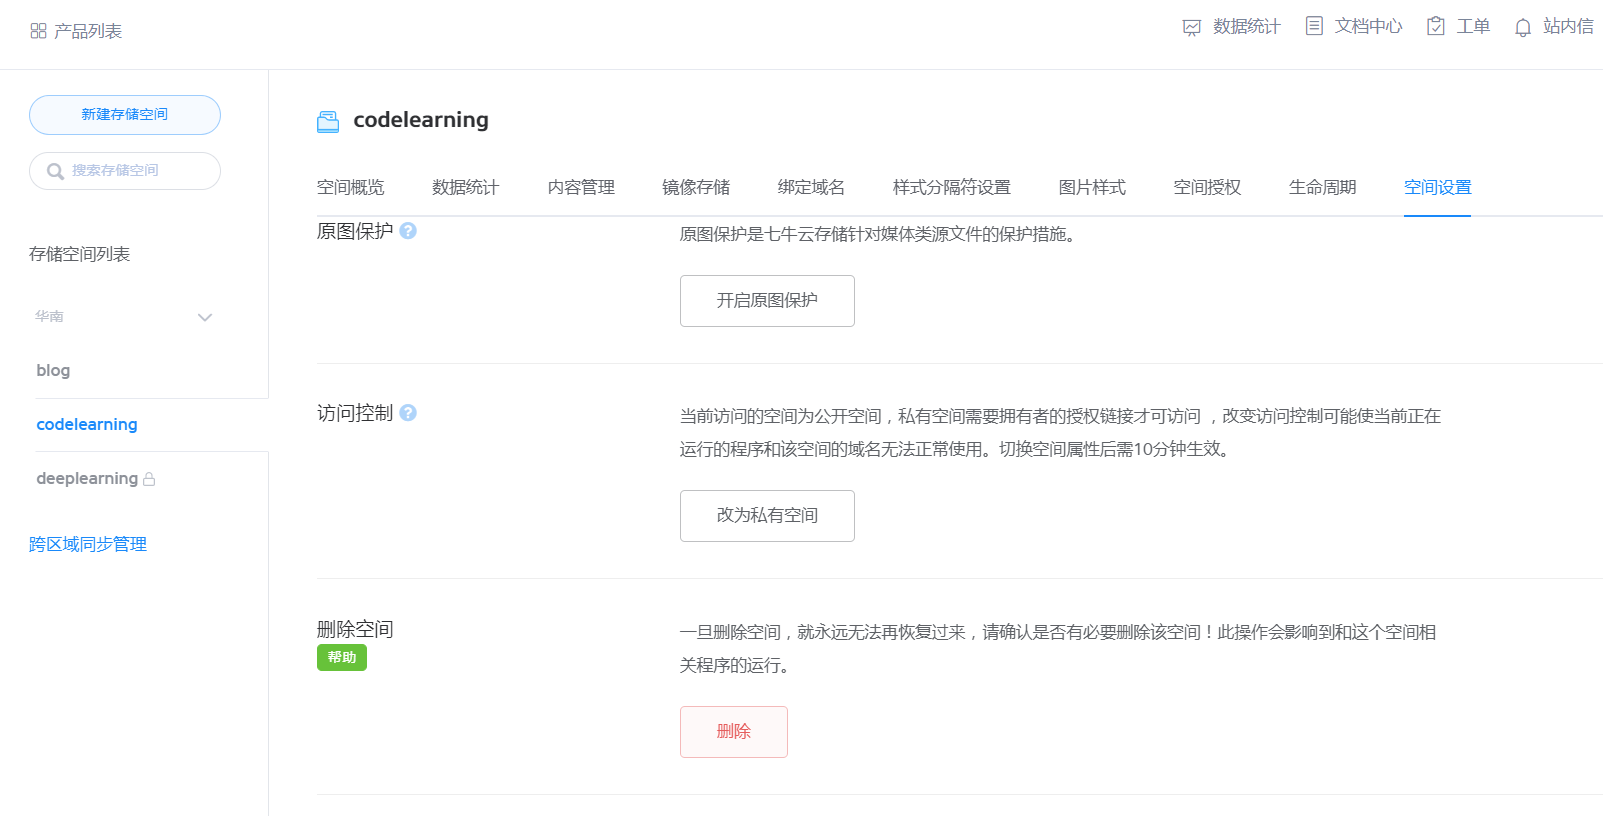 产品列表
数据统计
文档中心
工单
站内信
新建存储空间
搜索存储空间
存储空间列表
华南
blog
codelearning
deeplearning
跨区域同步管理
codelearning
空间概览
数据统计
内容管理
镜像存储
绑定域名
样式分隔符设置
图片样式
空间授权
生命周期
空间设置
原图保护 ?
原图保护是七牛云存储针对媒体类源文件的保护措施。
开启原图保护
访问控制 ?
当前访问的空间为公开空间，私有空间需要拥有者的授权链接才可访问 ，改变访问控制可能使当前正在
运行的程序和该空间的域名无法正常使用。切换空间属性后需10分钟生效。
改为私有空间
删除空间
帮助
一旦删除空间，就永远无法再恢复过来，请确认是否有必要删除该空间！此操作会影响到和这个空间相
关程序的运行。
删除